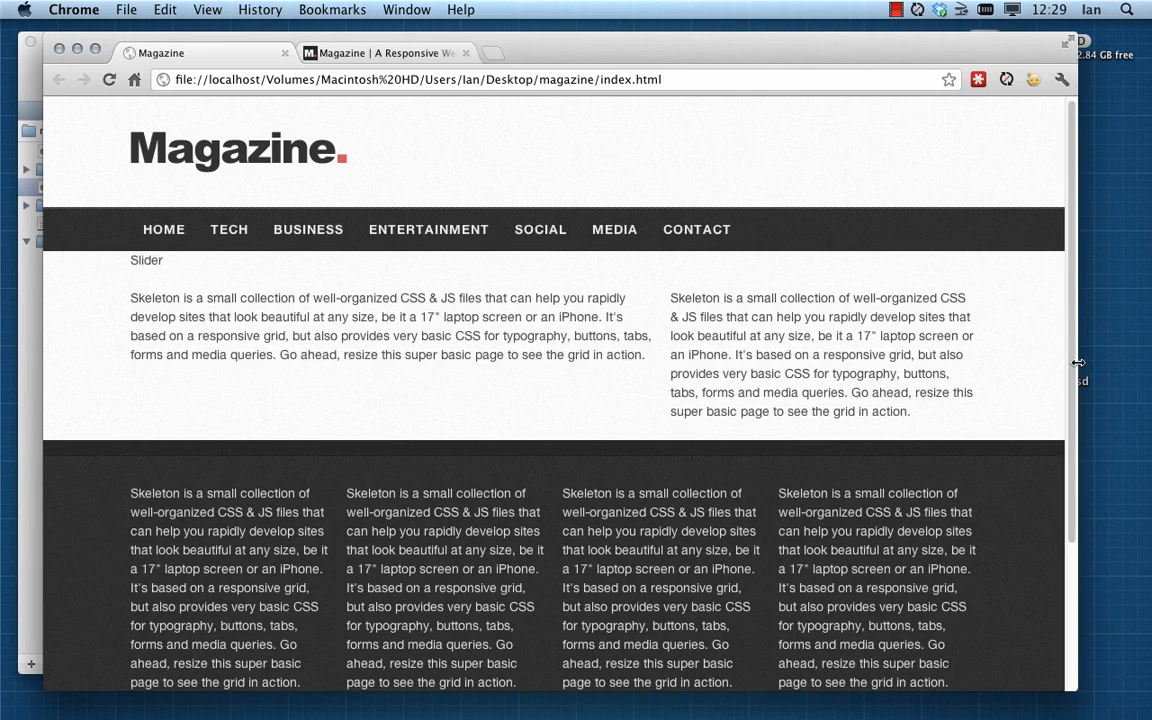 Chrome File Edit View History Bookmarks Window Help 12:29 Ian
Magazine Magazine | A Responsive We
2.84 GB free
file://localhost/Volumes/Macintosh%20HD/Users/Ian/Desktop/magazine/index.html
Magazine.
HOME TECH BUSINESS ENTERTAINMENT SOCIAL MEDIA CONTACT
Slider
Skeleton is a small collection of well-organized CSS & JS files that can help you rapidly
develop sites that look beautiful at any size, be it a 17" laptop screen or an iPhone. It's
based on a responsive grid, but also provides very basic CSS for typography, buttons, tabs,
forms and media queries. Go ahead, resize this super basic page to see the grid in action.
Skeleton is a small collection of well-organized CSS
& JS files that can help you rapidly develop sites that
look beautiful at any size, be it a 17" laptop screen or
an iPhone. It's based on a responsive grid, but also
provides very basic CSS for typography, buttons,
tabs, forms and media queries. Go ahead, resize this
super basic page to see the grid in action.
sd
Skeleton is a small collection of
well-organized CSS & JS files that
can help you rapidly develop sites
that look beautiful at any size, be it
a 17" laptop screen or an iPhone.
It's based on a responsive grid,
but also provides very basic CSS
for typography, buttons, tabs,
forms and media queries. Go
ahead, resize this super basic
page to see the grid in action.
Skeleton is a small collection of
well-organized CSS & JS files that
can help you rapidly develop sites
that look beautiful at any size, be it
a 17" laptop screen or an iPhone.
It's based on a responsive grid,
but also provides very basic CSS
for typography, buttons, tabs,
forms and media queries. Go
ahead, resize this super basic
page to see the grid in action.
Skeleton is a small collection of
well-organized CSS & JS files that
can help you rapidly develop sites
that look beautiful at any size, be it
a 17" laptop screen or an iPhone.
It's based on a responsive grid,
but also provides very basic CSS
for typography, buttons, tabs,
forms and media queries. Go
ahead, resize this super basic
page to see the grid in action.
Skeleton is a small collection of
well-organized CSS & JS files that
can help you rapidly develop sites
that look beautiful at any size, be it
a 17" laptop screen or an iPhone.
It's based on a responsive grid,
but also provides very basic CSS
for typography, buttons, tabs,
forms and media queries. Go
ahead, resize this super basic
page to see the grid in action.